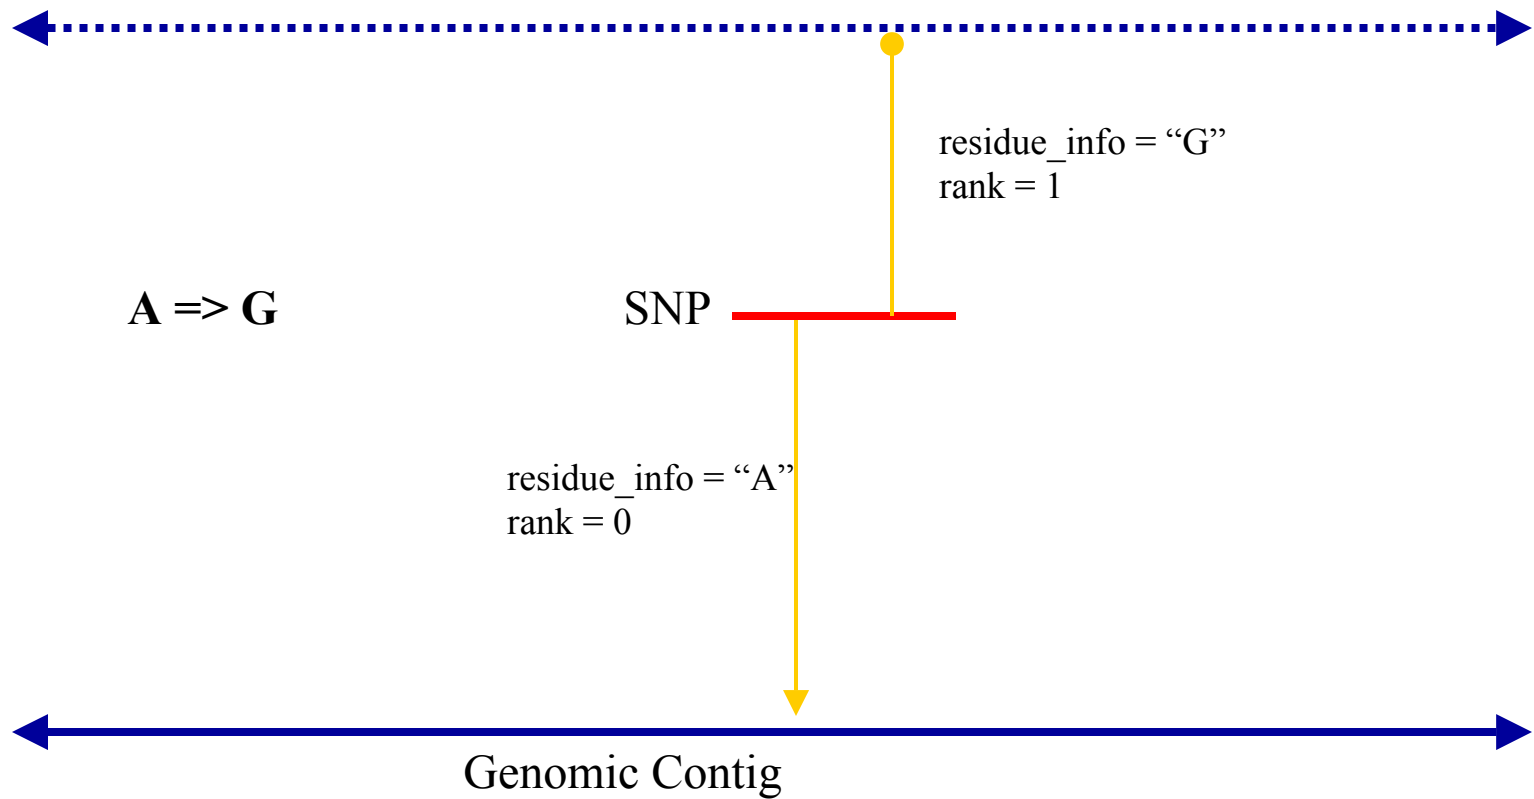 residue_info = “G”
rank = 1
A => G
SNP
residue_info = “A”
rank = 0
Genomic Contig